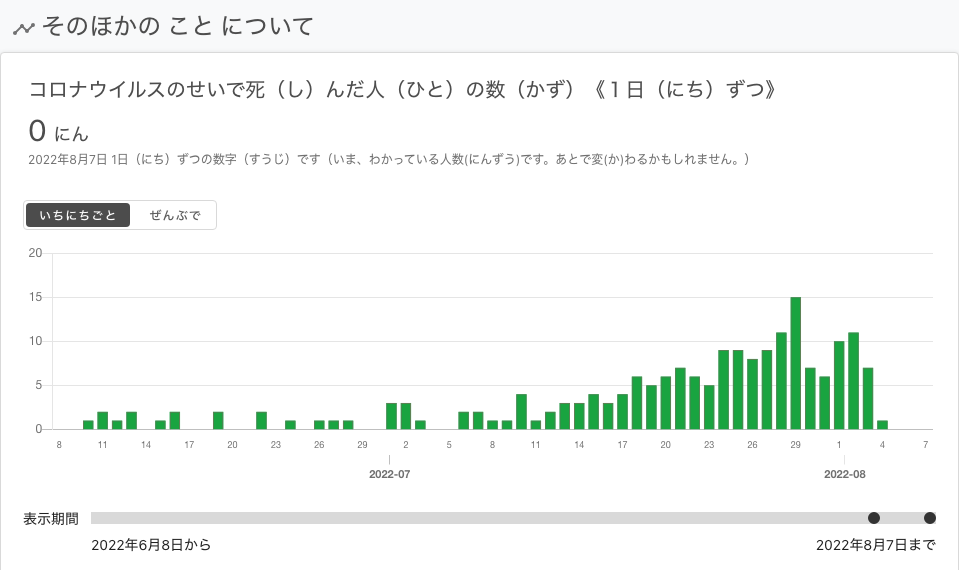 そのほかの こと について
コロナウイルスのせいで死（し）んだ人（ひと）の数（かず）《１日（にち）ずつ》
0 にん
2022年8月7日 1日（にち）ずつの数字（すうじ）です（いま、わかっている人数(にんずう)です。あとで変(か)わるかもしれません。）
いちにちごと ぜんぶで
20
15
10
5
0
8 11 14 17 20 23 26 29 2 5 8 11 14 17 20 23 26 29 1 4 7
2022-07 2022-08
表示期間
2022年6月8日から 2022年8月7日まで